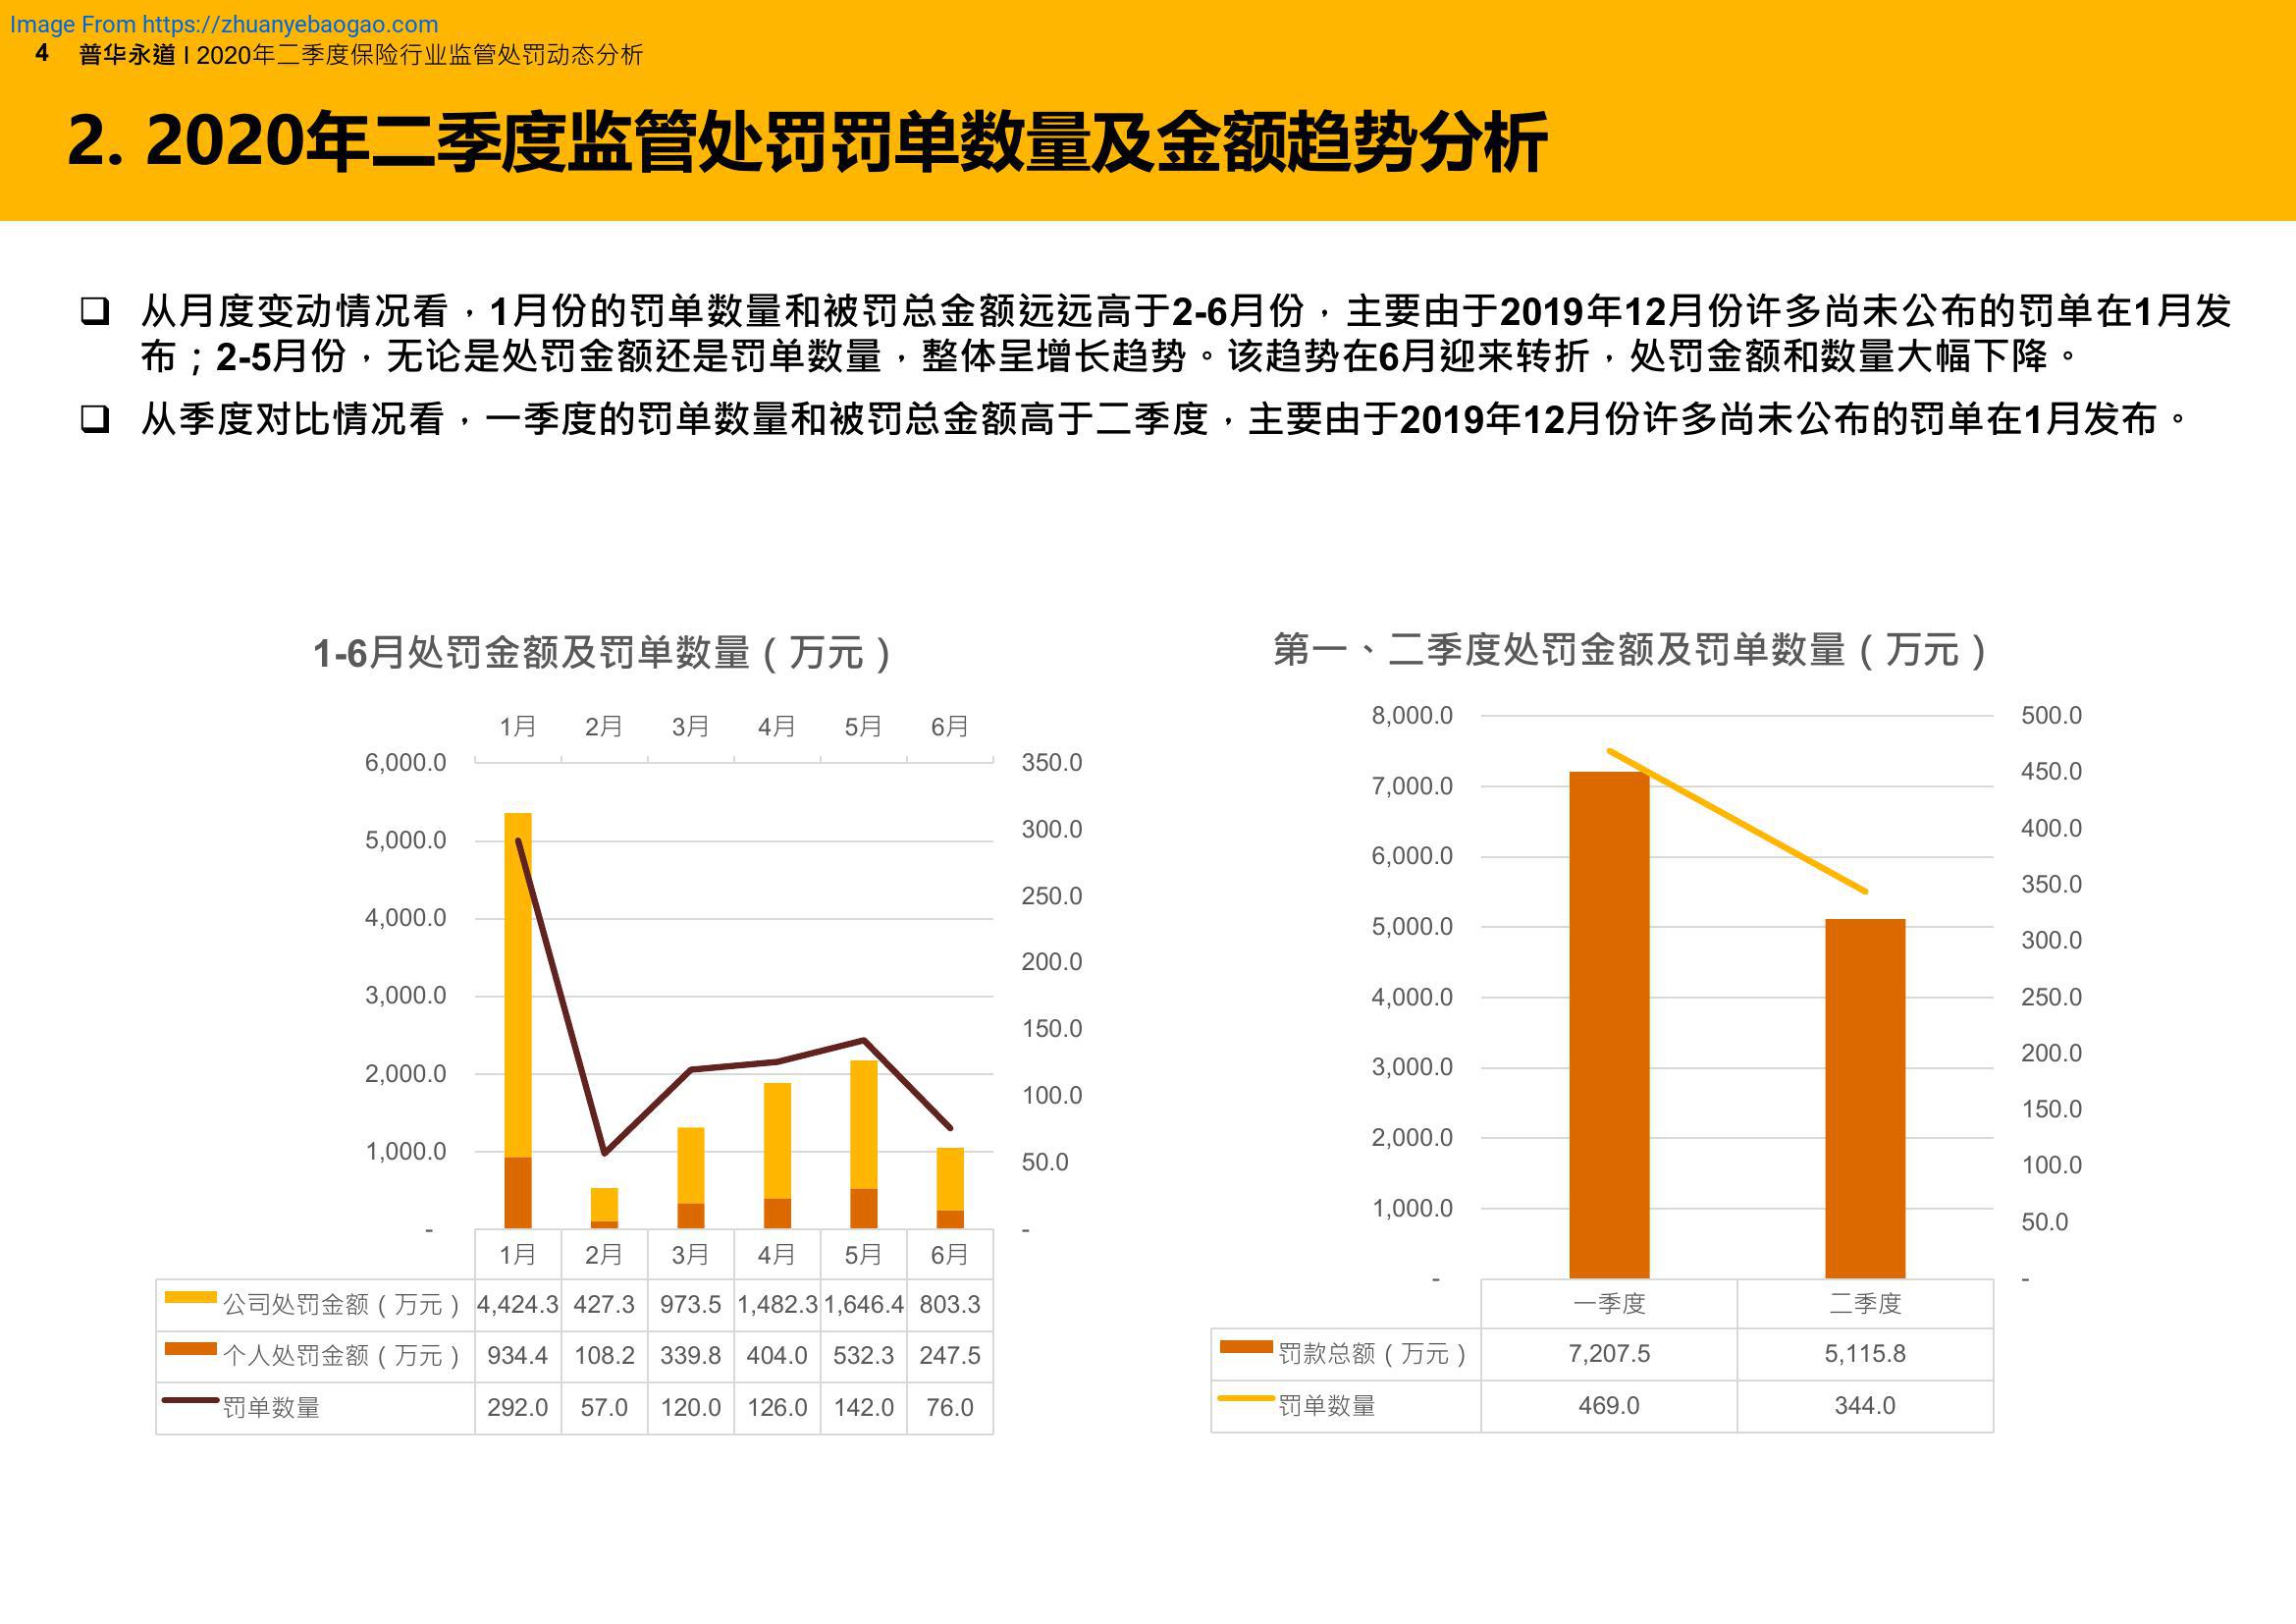 Image From https://zhuanyebaogao.com
4 普华永道 I 2020年二季度保险行业监管处罚动态分析
2. 2020年二季度监管处罚罚单数量及金额趋势分析
❑ 从月度变动情况看，1月份的罚单数量和被罚总金额远远高于2-6月份，主要由于2019年12月份许多尚未公布的罚单在1月发
布；2-5月份，无论是处罚金额还是罚单数量，整体呈增长趋势。该趋势在6月迎来转折，处罚金额和数量大幅下降。
❑ 从季度对比情况看，一季度的罚单数量和被罚总金额高于二季度，主要由于2019年12月份许多尚未公布的罚单在1月发布。
1-6月处罚金额及罚单数量（万元）
1月 2月 3月 4月 5月 6月
6,000.0 350.0
5,000.0 300.0
4,000.0 250.0
3,000.0 200.0
2,000.0 150.0
1,000.0 100.0
- 50.0
-
1月 2月 3月 4月 5月 6月
公司处罚金额（万元） 4,424.3 427.3 973.5 1,482.3 1,646.4 803.3
个人处罚金额（万元） 934.4 108.2 339.8 404.0 532.3 247.5
罚单数量 292.0 57.0 120.0 126.0 142.0 76.0
第一、二季度处罚金额及罚单数量（万元）
8,000.0 500.0
7,000.0 450.0
6,000.0 400.0
5,000.0 350.0
4,000.0 300.0
3,000.0 250.0
2,000.0 200.0
1,000.0 150.0
- 100.0
50.0
-
一季度 二季度
罚款总额（万元） 7,207.5 5,115.8
罚单数量 469.0 344.0